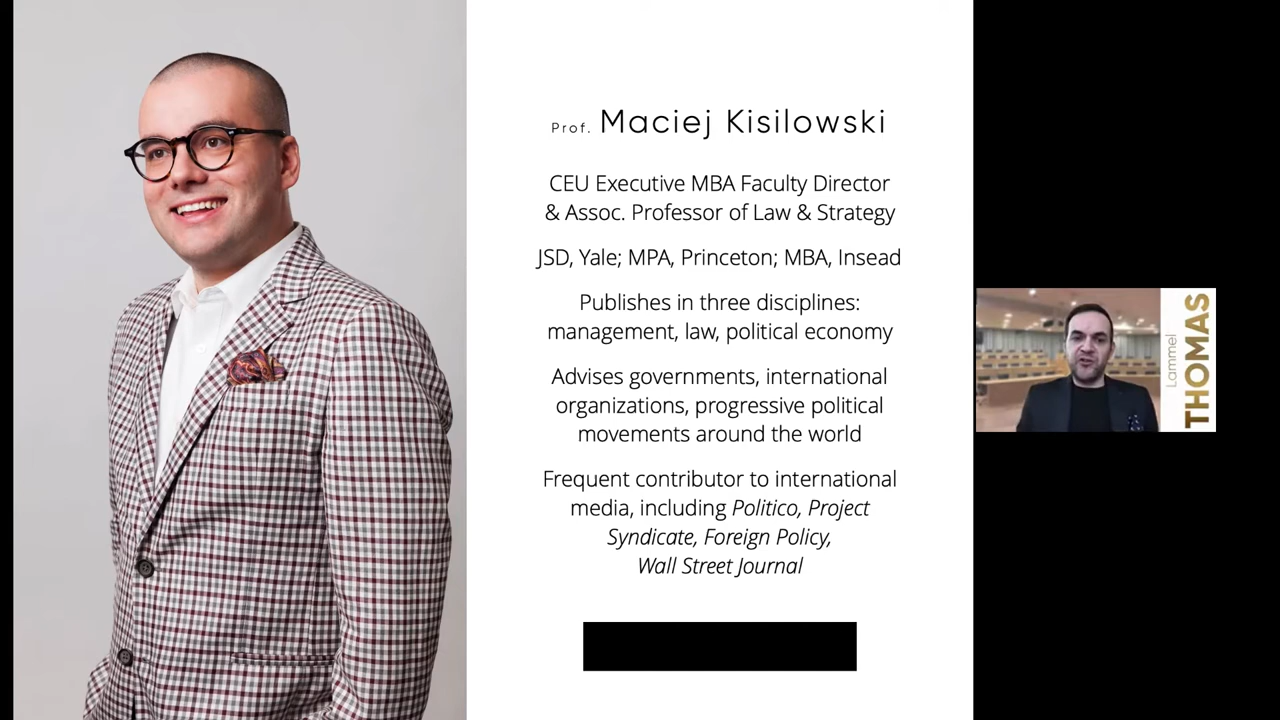 Prof. Maciej Kisilowski
CEU Executive MBA Faculty Director
& Assoc. Professor of Law & Strategy
JSD, Yale; MPA, Princeton; MBA, Insead
Publishes in three disciplines:
management, law, political economy
Advises governments, international
organizations, progressive political
movements around the world
Frequent contributor to international
media, including Politico, Project
Syndicate, Foreign Policy,
Wall Street Journal
Lammel
THOMAS